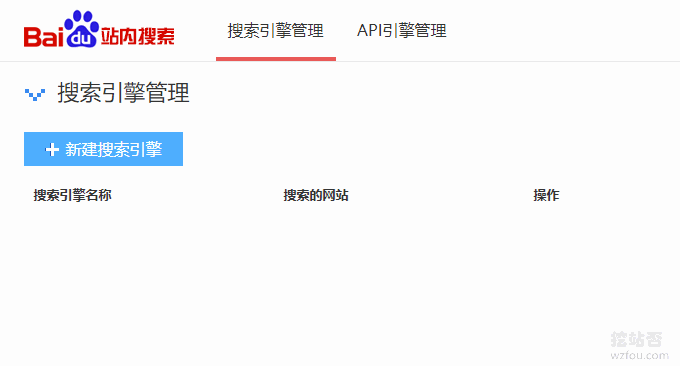 Bai du 站内搜索 搜索引擎管理 API引擎管理
搜索引擎管理
新建搜索引擎
搜索引擎名称 搜索的网站 操作
挖站否
wzfou.com